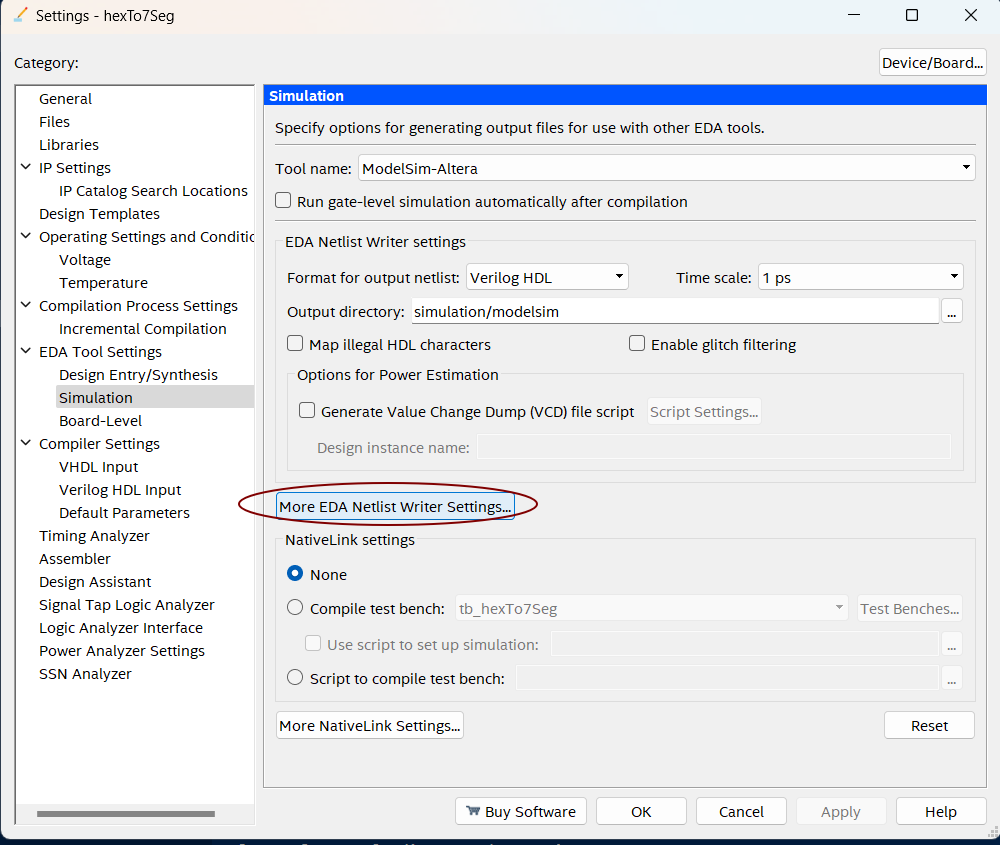 Settings - hexTo7Seg
Category:
Device/Board...
General
Files
Libraries
IP Settings
IP Catalog Search Locations
Design Templates
Operating Settings and Conditic
Voltage
Temperature
Compilation Process Settings
Incremental Compilation
EDA Tool Settings
Design Entry/Synthesis
Simulation
Board-Level
Compiler Settings
VHDL Input
Verilog HDL Input
Default Parameters
Timing Analyzer
Assembler
Design Assistant
Signal Tap Logic Analyzer
Logic Analyzer Interface
Power Analyzer Settings
SSN Analyzer
Simulation
Specify options for generating output files for use with other EDA tools.
Tool name: ModelSim-Altera
Run gate-level simulation automatically after compilation
EDA Netlist Writer settings
Format for output netlist: Verilog HDL Time scale: 1 ps
Output directory: simulation/modelsim ...
Map illegal HDL characters Enable glitch filtering
Options for Power Estimation
Generate Value Change Dump (VCD) file script Script Settings...
Design instance name:
More EDA Netlist Writer Settings...
NativeLink settings
None
Compile test bench: tb_hexTo7Seg Test Benches...
Use script to set up simulation: ...
Script to compile test bench: ...
More NativeLink Settings... Reset
Buy Software OK Cancel Apply Help